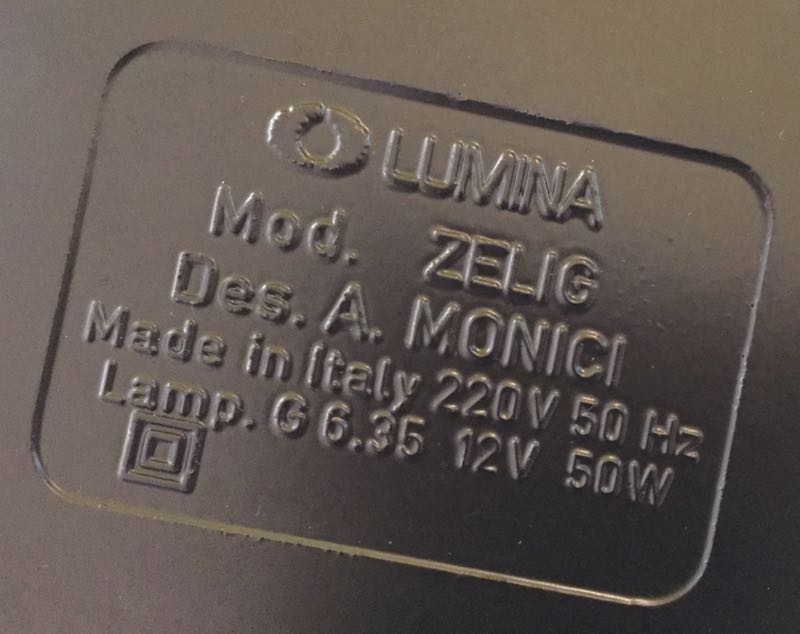 LUMINA
Mod. ZELIG
Des. A. MONICI
Made in Italy 220V 50 Hz
Lamp. G 6.35 12V 50W